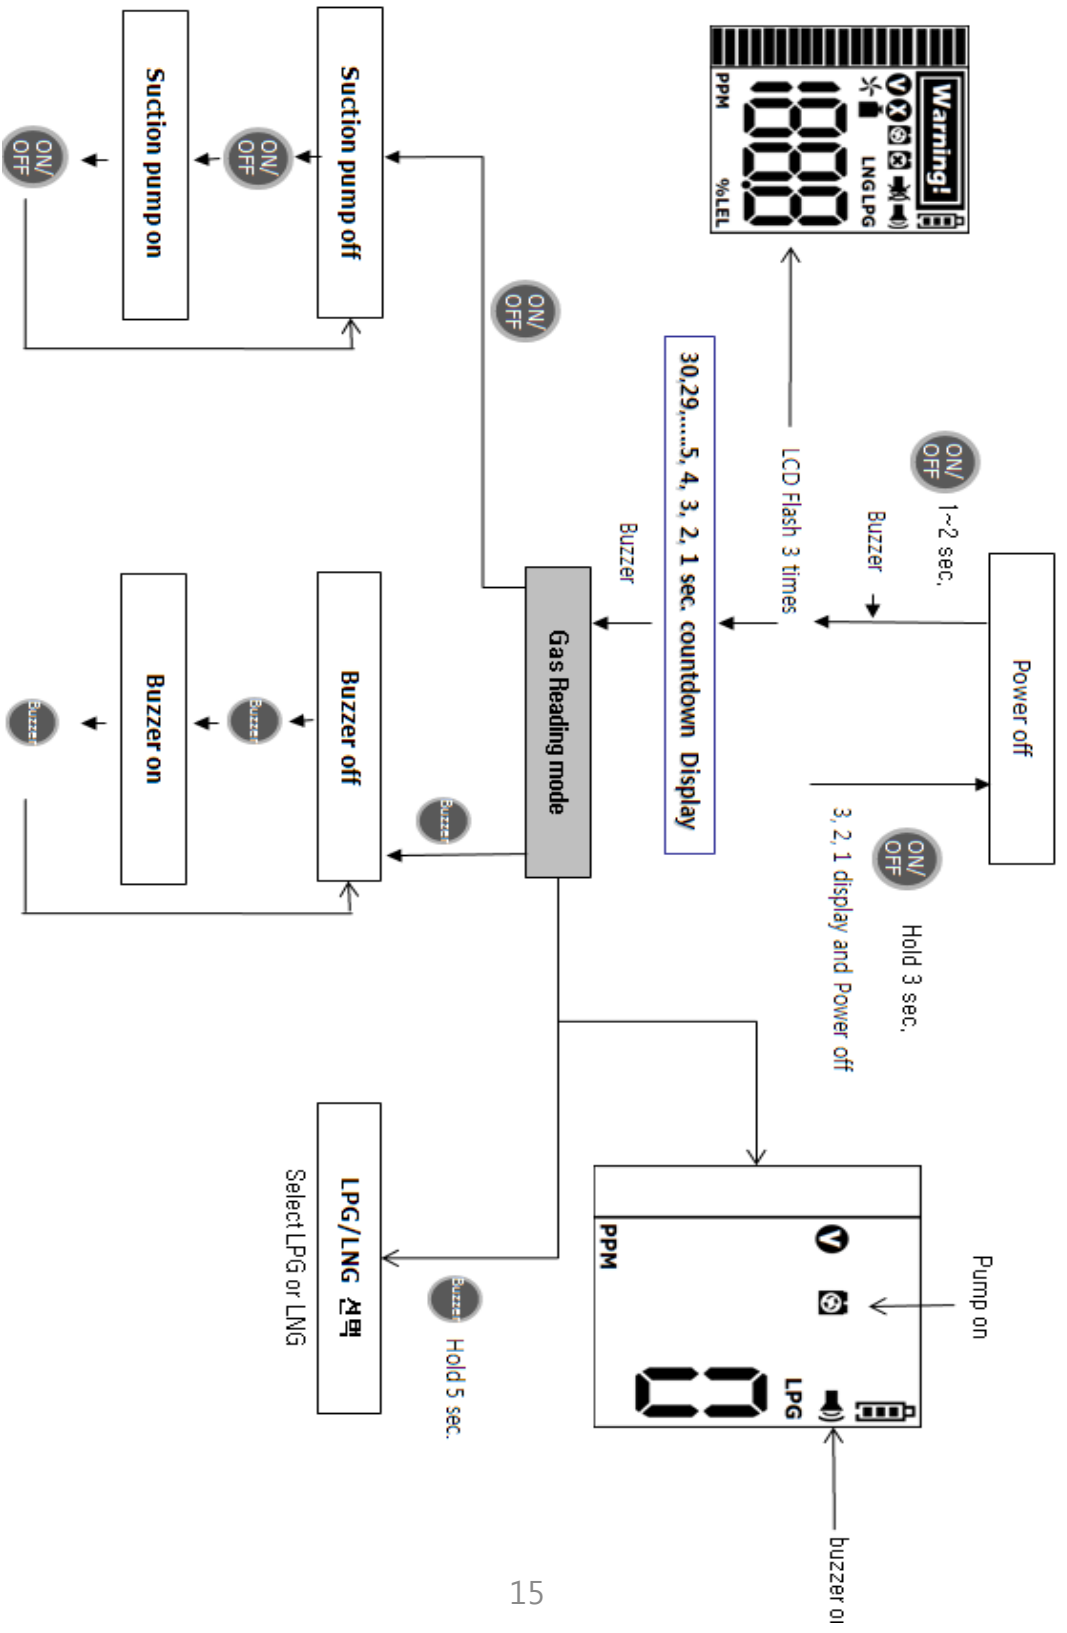 Power off
ON/
OFF
1~2 sec,
Buzzer
ON/
OFF
Hold 3 sec,
3, 2, 1 display and Power off
LCD Flash 3 times
Warning!
V X
LNG LPG
18.8.8
PPM
%LEL
30,29,.....5, 4, 3, 2, 1 sec. countdown Display
Buzzer
Gas Reading mode
ON/
OFF
Suction pump off
ON/
OFF
Suction pump on
ON/
OFF
Buzzer
Buzzer off
Buzzer
Buzzer on
Buzzer
Pump on
V
LPG
0
PPM
buzzer
Buzzer
Hold 5 sec.
LPG/LNG 선택
Select LPG or LNG
15